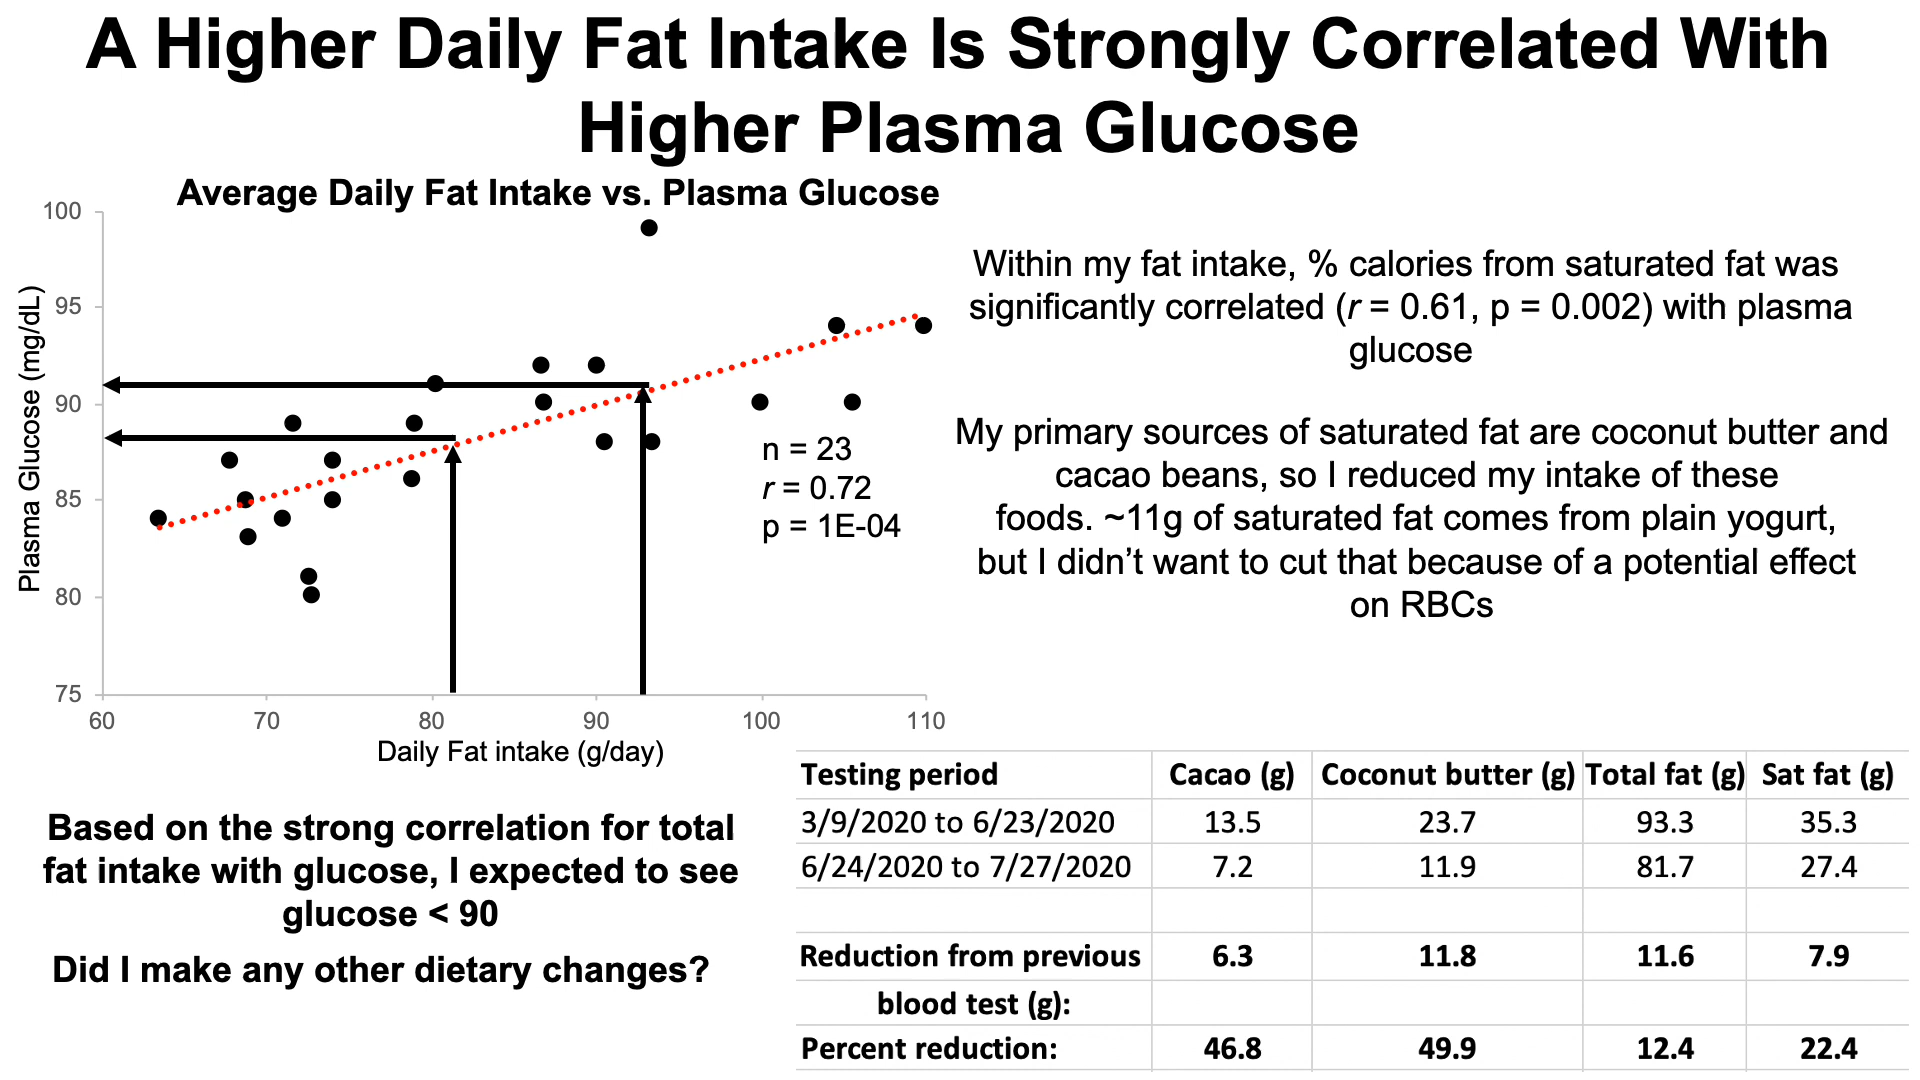 A Higher Daily Fat Intake Is Strongly Correlated With
Higher Plasma Glucose
Average Daily Fat Intake vs. Plasma Glucose
Plasma Glucose (mg/dL)
100
95
90
85
80
75
60
70
80
90
100
110
Daily Fat intake (g/day)
n = 23
r = 0.72
p = 1E-04
Within my fat intake, % calories from saturated fat was
significantly correlated (r = 0.61, p = 0.002) with plasma
glucose
My primary sources of saturated fat are coconut butter and
cacao beans, so I reduced my intake of these
foods. ~11g of saturated fat comes from plain yogurt,
but I didn’t want to cut that because of a potential effect
on RBCs
Based on the strong correlation for total
fat intake with glucose, I expected to see
glucose < 90
Did I make any other dietary changes?
Testing period Cacao (g) Coconut butter (g) Total fat (g) Sat fat (g)
3/9/2020 to 6/23/2020 13.5 23.7 93.3 35.3
6/24/2020 to 7/27/2020 7.2 11.9 81.7 27.4
Reduction from previous 6.3 11.8 11.6 7.9
blood test (g):
Percent reduction: 46.8 49.9 12.4 22.4